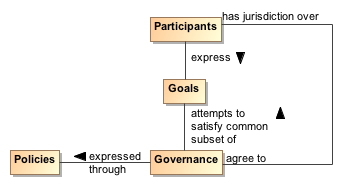 has jurisdiction over
Participants
express
Goals
attempts to
satisfy common
subset of
Policies
expressed
through
Governance
agree to